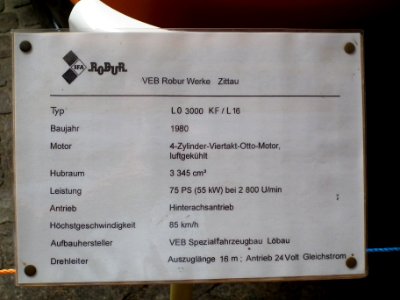 IFA ROBUR
VEB Robur Werke Zittau
Typ LO 3000 KF / L 16
Baujahr 1980
Motor 4-Zylinder-Viertakt-Otto-Motor,
luftgekühlt
Hubraum 3 345 cm³
Leistung 75 PS (55 kW) bei 2 800 U/min
Antrieb Hinterachsantrieb
Höchstgeschwindigkeit 85 km/h
Aufbauhersteller VEB Spezialfahrzeugbau Löbau
Drehleiter Auszuglänge 16 m ; Antrieb 24 Volt Gleichstrom